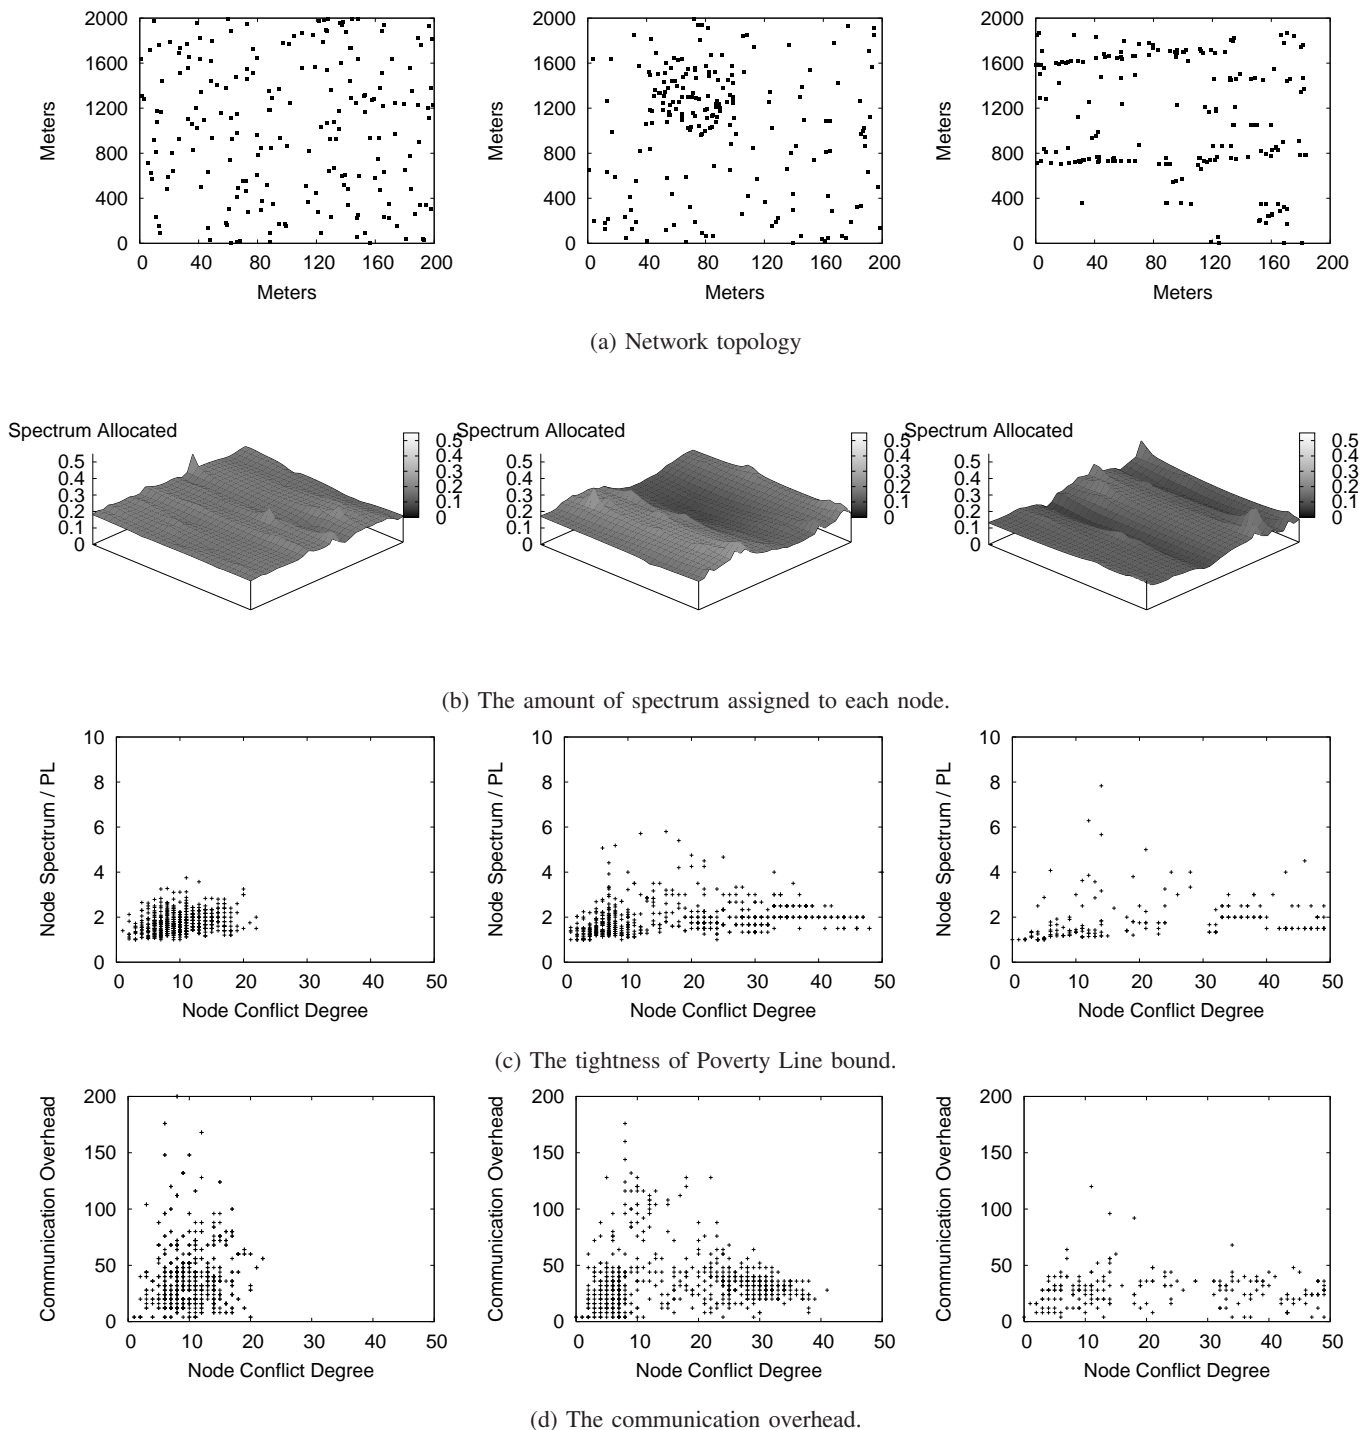 2000
1600
1200
800
400
0
Meters
0 40 80 120 160 200
Meters
2000
1600
1200
800
400
0
Meters
0 40 80 120 160 200
Meters
2000
1600
1200
800
400
0
Meters
0 40 80 120 160 200
Meters
(a) Network topology
Spectrum Allocated
0.5
0.4
0.3
0.2
0.1
0
0.5
0.4
0.3
0.2
0.1
0
Spectrum Allocated
0.5
0.4
0.3
0.2
0.1
0
0.5
0.4
0.3
0.2
0.1
0
Spectrum Allocated
0.5
0.4
0.3
0.2
0.1
0
0.5
0.4
0.3
0.2
0.1
0
(b) The amount of spectrum assigned to each node.
10
8
6
4
2
0
Node Spectrum / PL
0 10 20 30 40 50
Node Conflict Degree
10
8
6
4
2
0
Node Spectrum / PL
0 10 20 30 40 50
Node Conflict Degree
10
8
6
4
2
0
Node Spectrum / PL
0 10 20 30 40 50
Node Conflict Degree
(c) The tightness of Poverty Line bound.
200
150
100
50
0
Communication Overhead
0 10 20 30 40 50
Node Conflict Degree
200
150
100
50
0
Communication Overhead
0 10 20 30 40 50
Node Conflict Degree
200
150
100
50
0
Communication Overhead
0 10 20 30 40 50
Node Conflict Degree
(d) The communication overhead.